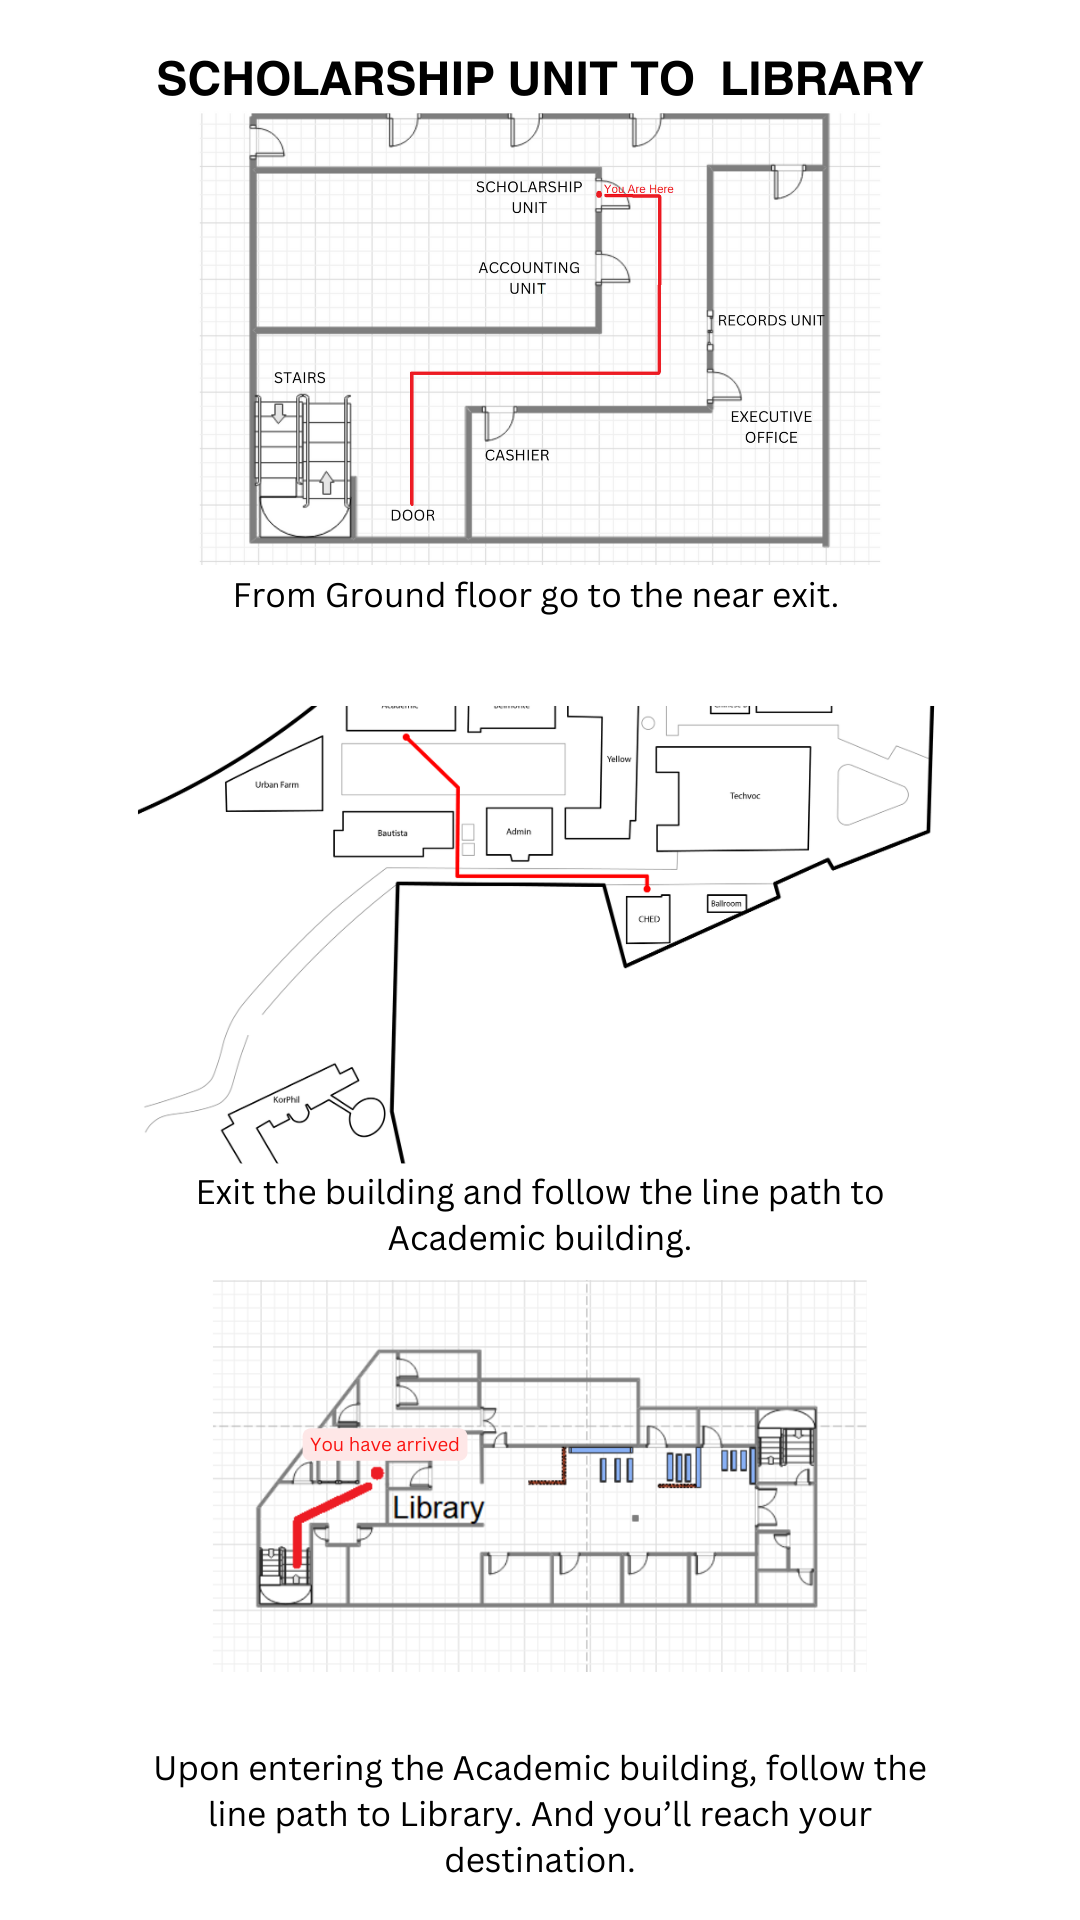 SCHOLARSHIP UNIT TO LIBRARY
SCHOLARSHIP
UNIT
You Are Here
ACCOUNTING
UNIT
RECORDS UNIT
STAIRS
EXECUTIVE
OFFICE
CASHIER
DOOR
From Ground floor go to the near exit.
Academic
Belmonte
Yellow
Urban Farm
Techvoc
Bautista
Admin
Ballroom
CHED
KorPhil
Exit the building and follow the line path to
Academic building.
You have arrived
Library
Upon entering the Academic building, follow the
line path to Library. And you’ll reach your
destination.